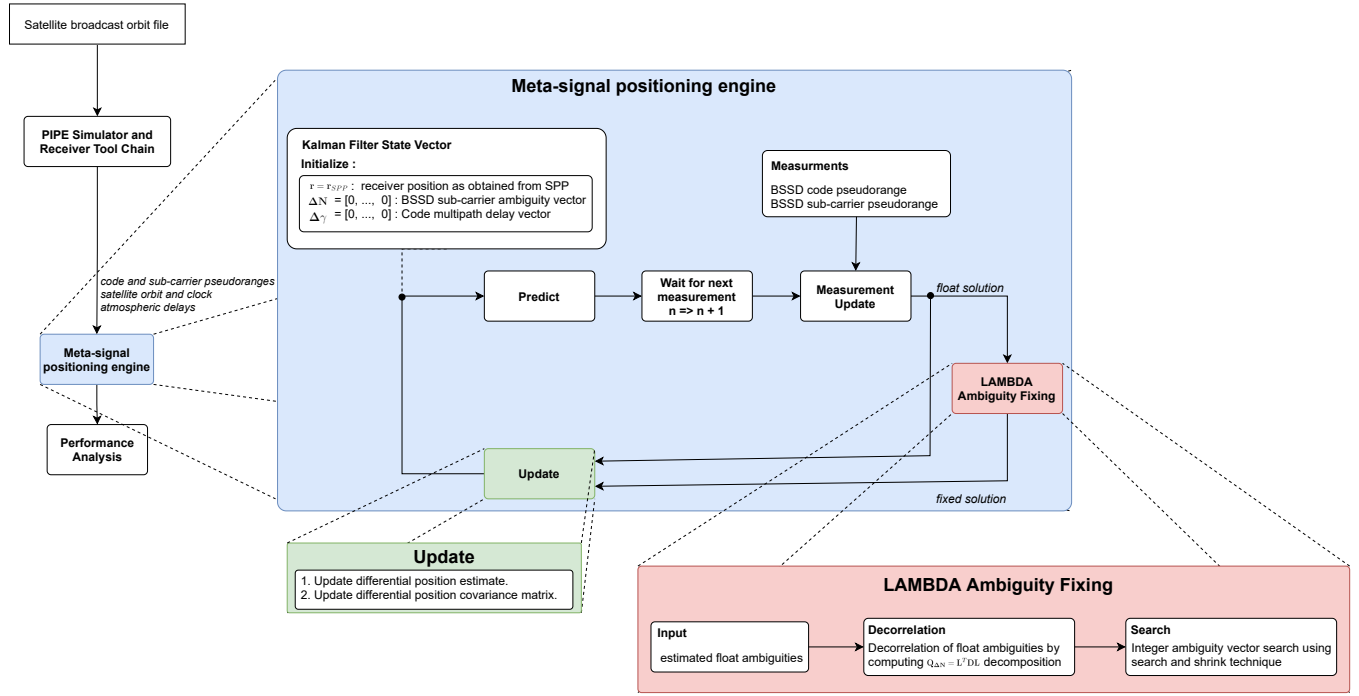 Satellite broadcast orbit file
PIPE Simulator and
Receiver Tool Chain
code and sub-carrier pseudoranges
satellite orbit and clock
atmospheric delays
Meta-signal
positioning engine
Performance
Analysis
Meta-signal positioning engine
Kalman Filter State Vector
Initialize :
r = r_SPP : receiver position as obtained from SPP
ΔN = [0, ..., 0] : BSSD sub-carrier ambiguity vector
Δγ = [0, ..., 0] : Code multipath delay vector
Measurments
BSSD code pseudorange
BSSD sub-carrier pseudorange
Predict
Wait for next
measurement
n => n + 1
Measurement
Update
float solution
LAMBDA
Ambiguity Fixing
Update
fixed solution
Update
1. Update differential position estimate.
2. Update differential position covariance matrix.
LAMBDA Ambiguity Fixing
Input
estimated float ambiguities
Decorrelation
Decorrelation of float ambiguities by
computing Q_ΔN = LᵀDL decomposition
Search
Integer ambiguity vector search using
search and shrink technique